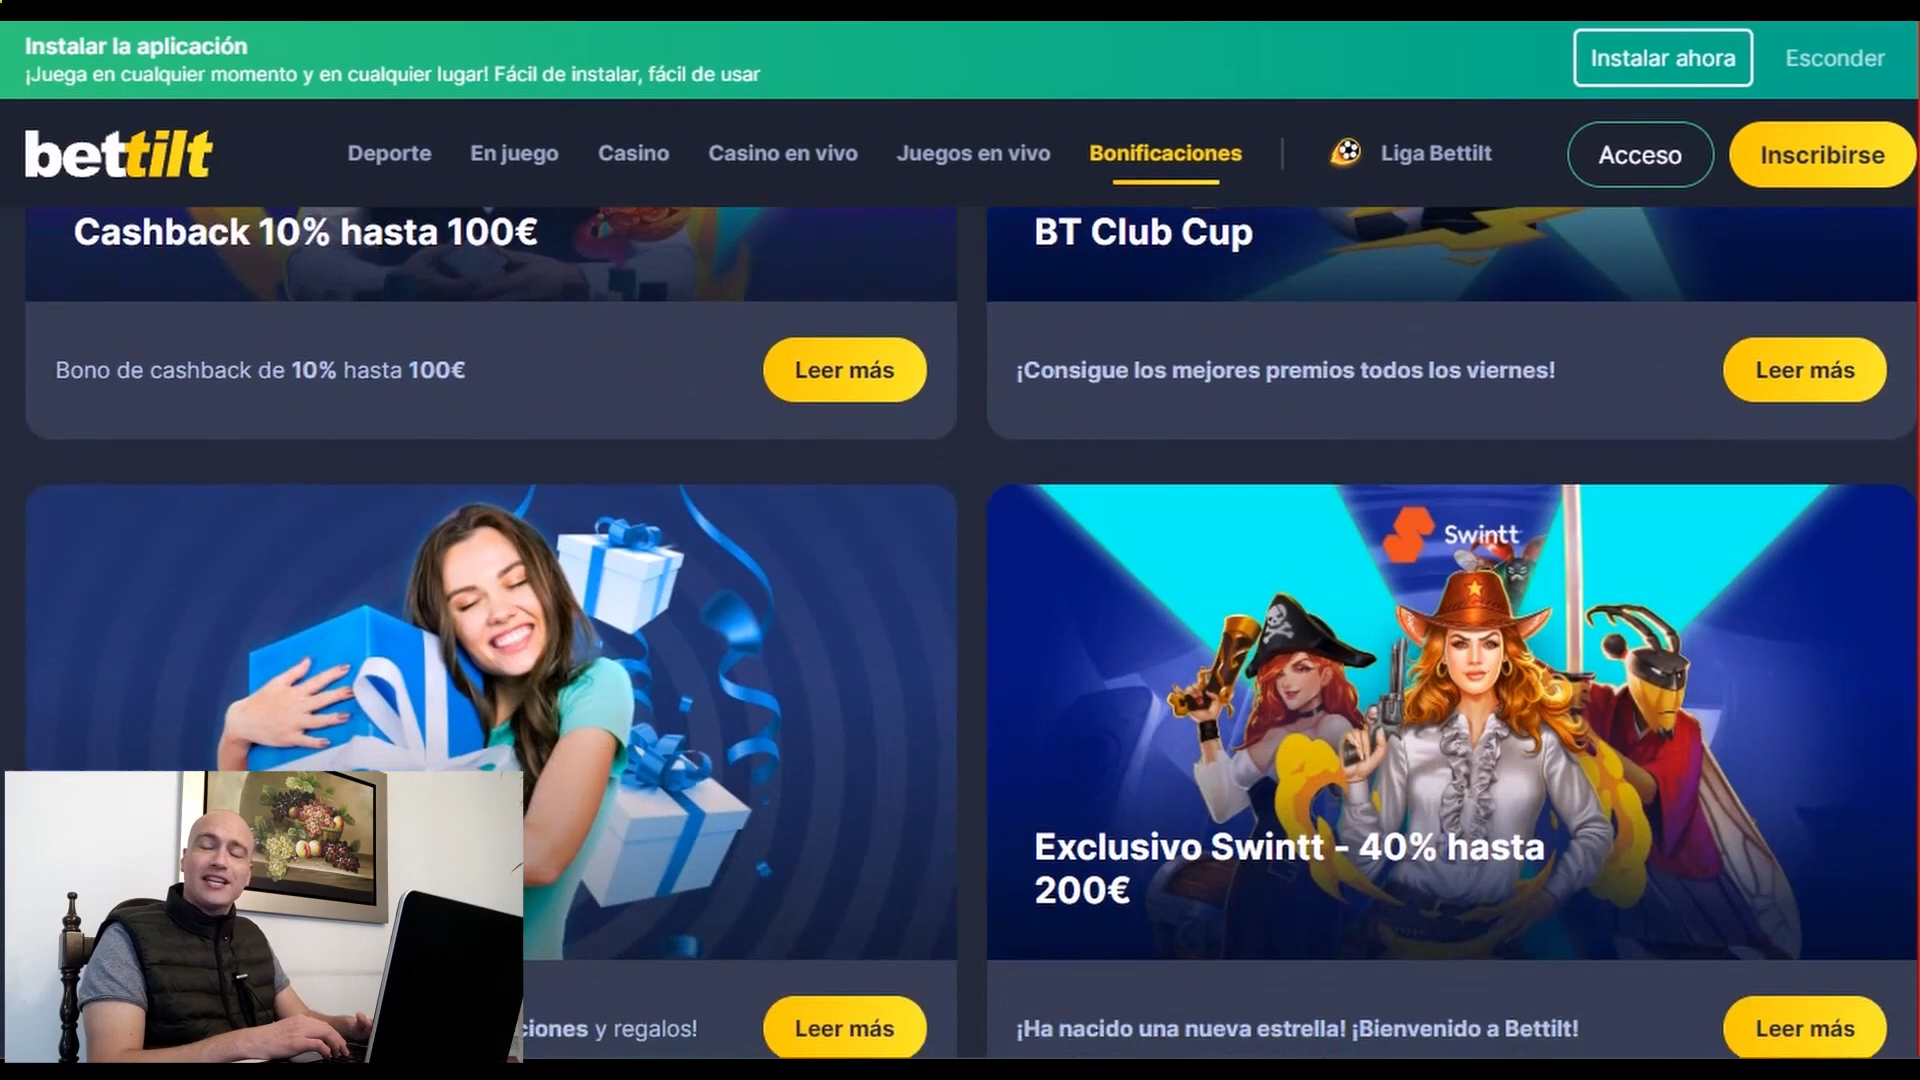 Instalar la aplicación
¡Juega en cualquier momento y en cualquier lugar! Fácil de instalar, fácil de usar
Instalar ahora
Esconder
bettilt
Deporte
En juego
Casino
Casino en vivo
Juegos en vivo
Bonificaciones
Liga Bettilt
Acceso
Inscribirse
Cashback 10% hasta 100€
BT Club Cup
Bono de cashback de 10% hasta 100€
Leer más
¡Consigue los mejores premios todos los viernes!
Leer más
Swintt
Exclusivo Swintt - 40% hasta
200€
y regalos!
Leer más
¡Ha nacido una nueva estrella! ¡Bienvenido a Bettilt!
Leer más